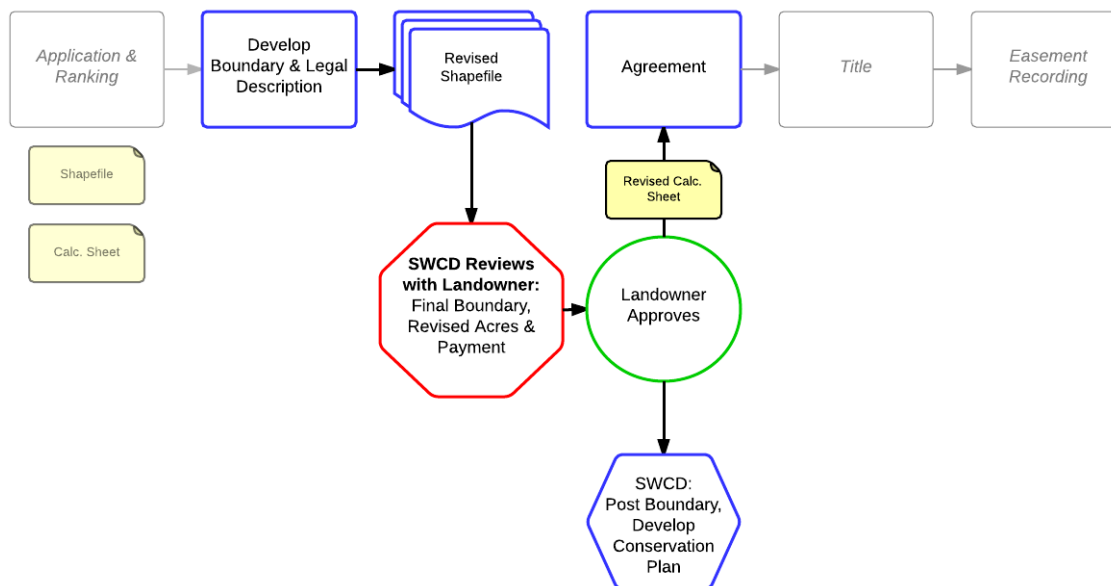 Application &
Ranking
Develop
Boundary & Legal
Description
Revised
Shapefile
Agreement
Title
Easement
Recording
Shapefile
Calc. Sheet
Revised Calc.
Sheet
SWCD Reviews
with Landowner:
Final Boundary,
Revised Acres &
Payment
Landowner
Approves
SWCD:
Post Boundary,
Develop
Conservation
Plan